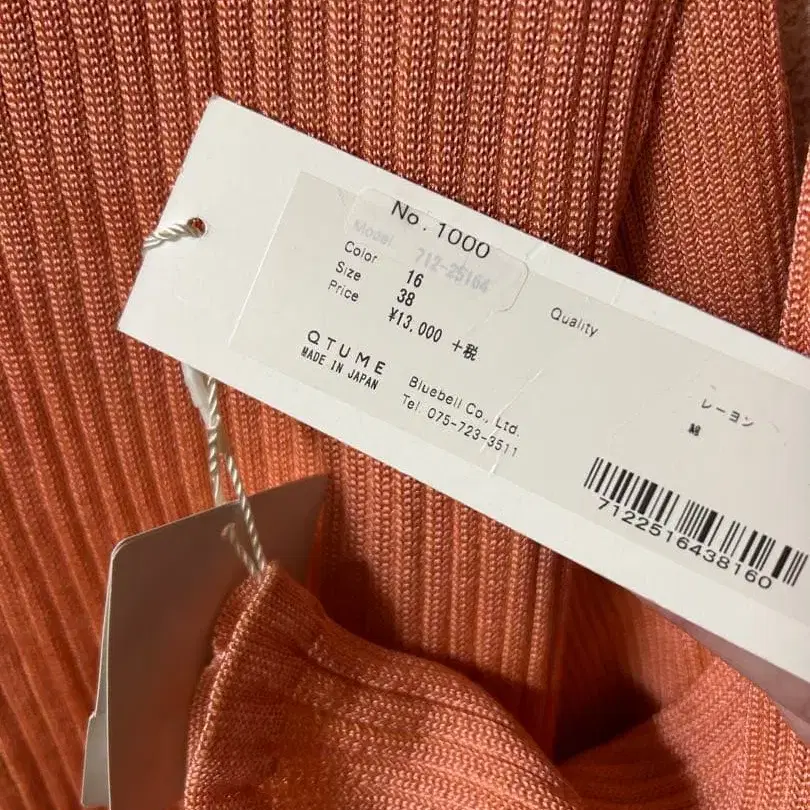 No. 1000
Model 712-25164
Color 16
Size 38
Price ¥13,000 +税
QTUME
MADE IN JAPAN
Bluebell Co., Ltd.
Tel 075-723-3511
Quality
レーヨン
綿
7122516438160